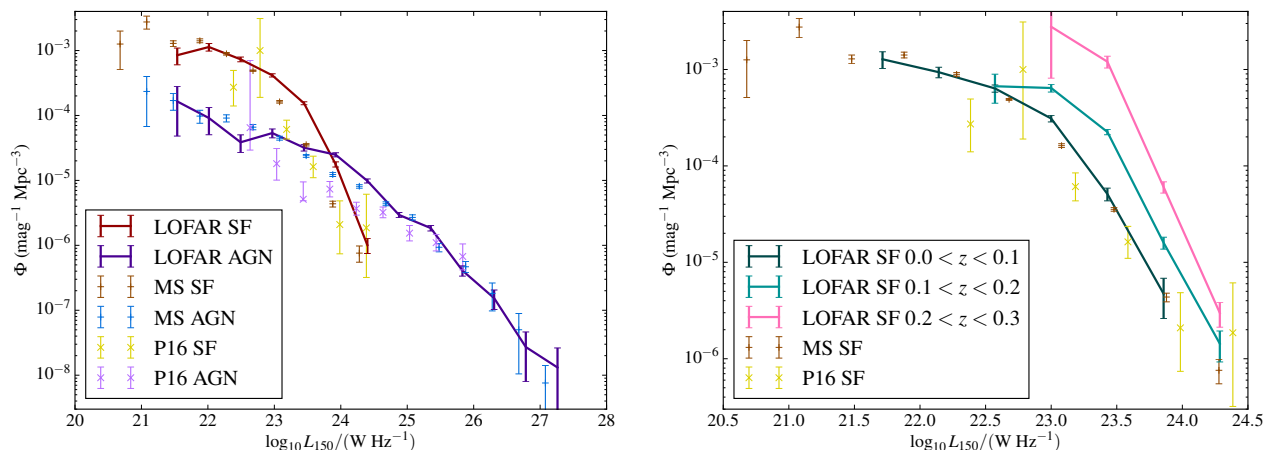 10⁻³
10⁻⁴
10⁻⁵
10⁻⁶
10⁻⁷
10⁻⁸
Φ (mag⁻¹ Mpc⁻³)
LOFAR SF
LOFAR AGN
MS SF
MS AGN
P16 SF
P16 AGN
20 21 22 23 24 25 26 27 28
log₁₀ L₁₅₀/(W Hz⁻¹)
10⁻³
10⁻⁴
10⁻⁵
10⁻⁶
Φ (mag⁻¹ Mpc⁻³)
LOFAR SF 0.0 < z < 0.1
LOFAR SF 0.1 < z < 0.2
LOFAR SF 0.2 < z < 0.3
MS SF
P16 SF
20.5 21.0 21.5 22.0 22.5 23.0 23.5 24.0 24.5
log₁₀ L₁₅₀/(W Hz⁻¹)